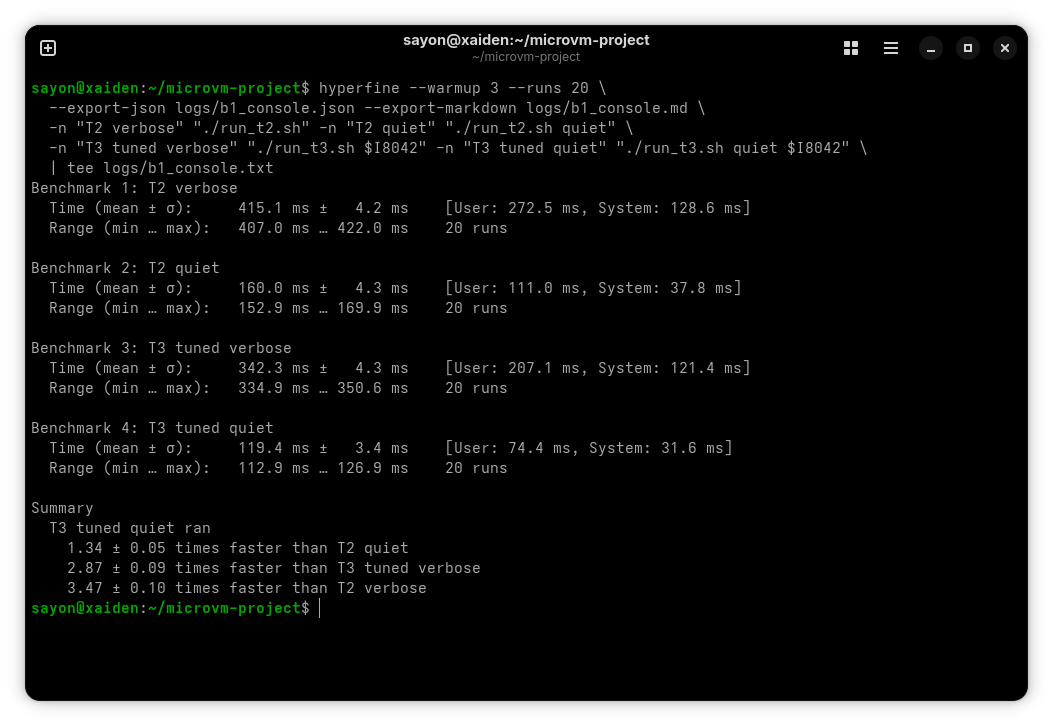 sayon@xaiden:~/microvm-project
~/microvm-project
sayon@xaiden:~/microvm-project$ hyperfine --warmup 3 --runs 20 \
  --export-json logs/b1_console.json --export-markdown logs/b1_console.md \
  -n "T2 verbose" "./run_t2.sh" -n "T2 quiet" "./run_t2.sh quiet" \
  -n "T3 tuned verbose" "./run_t3.sh $I8042" -n "T3 tuned quiet" "./run_t3.sh quiet $I8042" \
  | tee logs/b1_console.txt
Benchmark 1: T2 verbose
  Time (mean ± σ):     415.1 ms ±   4.2 ms    [User: 272.5 ms, System: 128.6 ms]
  Range (min … max):   407.0 ms … 422.0 ms    20 runs

Benchmark 2: T2 quiet
  Time (mean ± σ):     160.0 ms ±   4.3 ms    [User: 111.0 ms, System: 37.8 ms]
  Range (min … max):   152.9 ms … 169.9 ms    20 runs

Benchmark 3: T3 tuned verbose
  Time (mean ± σ):     342.3 ms ±   4.3 ms    [User: 207.1 ms, System: 121.4 ms]
  Range (min … max):   334.9 ms … 350.6 ms    20 runs

Benchmark 4: T3 tuned quiet
  Time (mean ± σ):     119.4 ms ±   3.4 ms    [User: 74.4 ms, System: 31.6 ms]
  Range (min … max):   112.9 ms … 126.9 ms    20 runs

Summary
  T3 tuned quiet ran
    1.34 ± 0.05 times faster than T2 quiet
    2.87 ± 0.09 times faster than T3 tuned verbose
    3.47 ± 0.10 times faster than T2 verbose
sayon@xaiden:~/microvm-project$